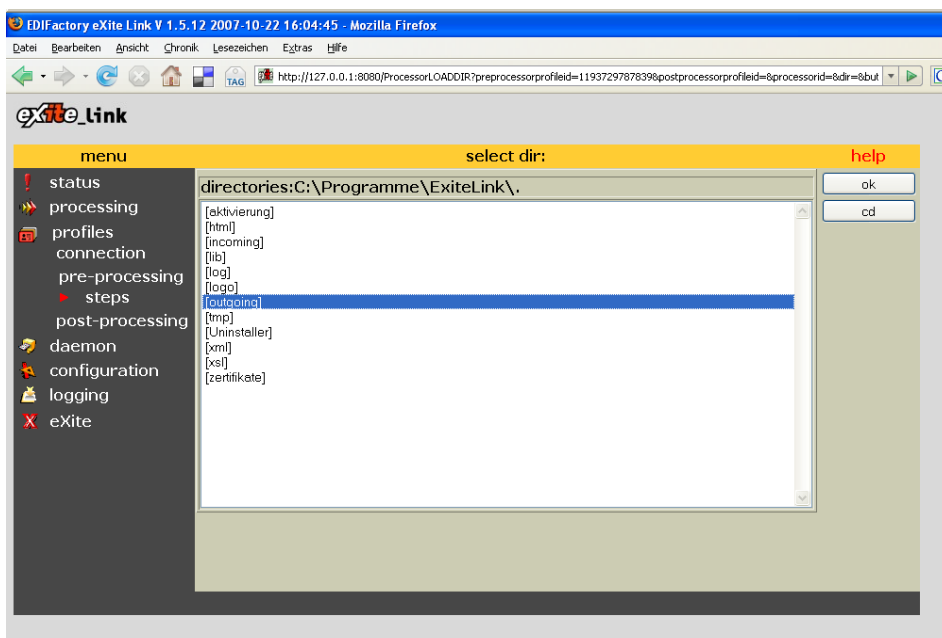 EDIFactory eXite Link V 1.5.12 2007-10-22 16:04:45 - Mozilla Firefox
Datei Bearbeiten Ansicht Chronik Lesezeichen Extras Hilfe
TAG http://127.0.0.1:8080/ProcessorLOADDIR?preprocessorprofileid=1193729787839&postprocessorprofileid=&processorid=&dir=&but
eXite_Link
menu select dir: help
status
processing
profiles
connection
pre-processing
steps
post-processing
daemon
configuration
logging
eXite
directories:C:\Programme\ExiteLink\.
[aktivierung]
[html]
[incoming]
[lib]
[log]
[logo]
[outgoing]
[tmp]
[Uninstaller]
[xml]
[xsl]
[zertifikate]
ok
cd